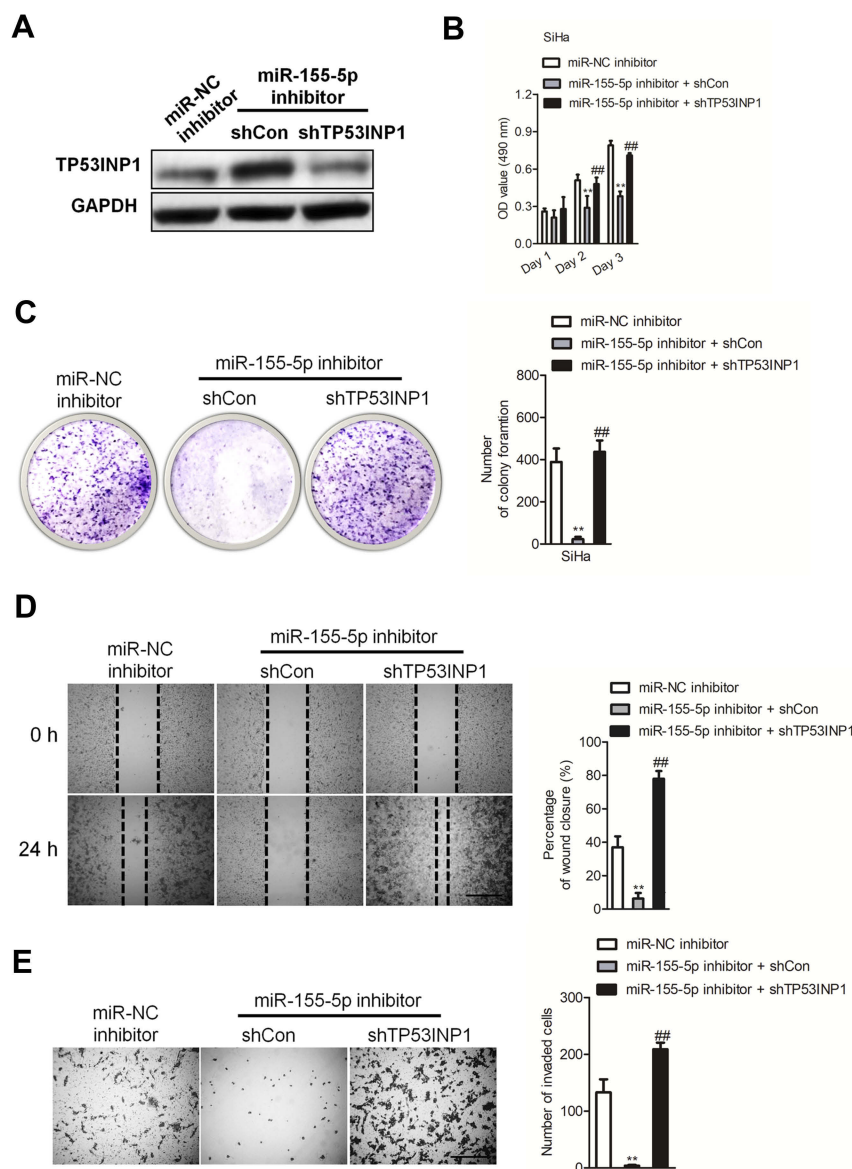 A
miR-NC
inhibitor
miR-155-5p
inhibitor
shCon shTP53INP1
TP53INP1
GAPDH
B
SiHa
miR-NC inhibitor
miR-155-5p inhibitor + shCon
miR-155-5p inhibitor + shTP53INP1
OD value (490 nm)
1.2
0.9
0.6
0.3
0.0
** ##
** ##
Day 1 Day 2 Day 3
C
miR-NC
inhibitor
miR-155-5p inhibitor
shCon shTP53INP1
miR-NC inhibitor
miR-155-5p inhibitor + shCon
miR-155-5p inhibitor + shTP53INP1
Number
of colony foramtion
800
600
400
200
0
** ##
SiHa
D
miR-NC
inhibitor
miR-155-5p inhibitor
shCon shTP53INP1
0 h
24 h
miR-NC inhibitor
miR-155-5p inhibitor + shCon
miR-155-5p inhibitor + shTP53INP1
Percentage
of wound closure (%)
100
80
60
40
20
0
** ##
E
miR-NC
inhibitor
miR-155-5p inhibitor
shCon shTP53INP1
miR-NC inhibitor
miR-155-5p inhibitor + shCon
miR-155-5p inhibitor + shTP53INP1
Number of invaded cells
300
200
100
0
** ##